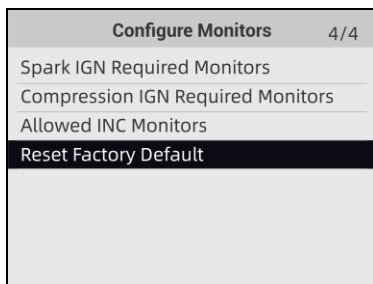 Configure Monitors 4/4
Spark IGN Required Monitors
Compression IGN Required Monitors
Allowed INC Monitors
Reset Factory Default